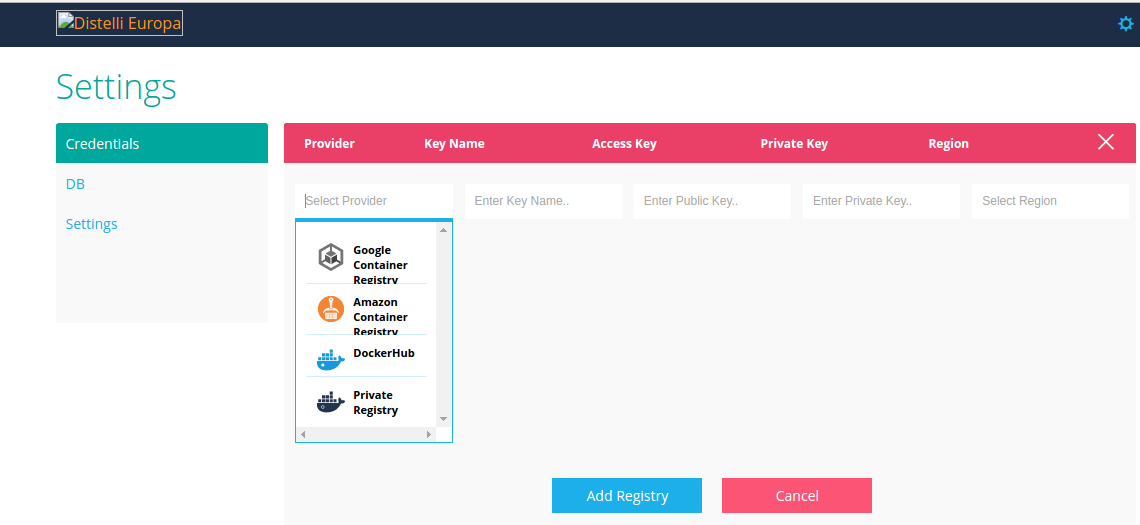 Distelli Europa
Settings
Credentials
DB
Settings
Provider Key Name Access Key Private Key Region
Select Provider Enter Key Name.. Enter Public Key.. Enter Private Key.. Select Region
Google
Container
Registry
Amazon
Container
Registry
DockerHub
Private
Registry
Add Registry Cancel